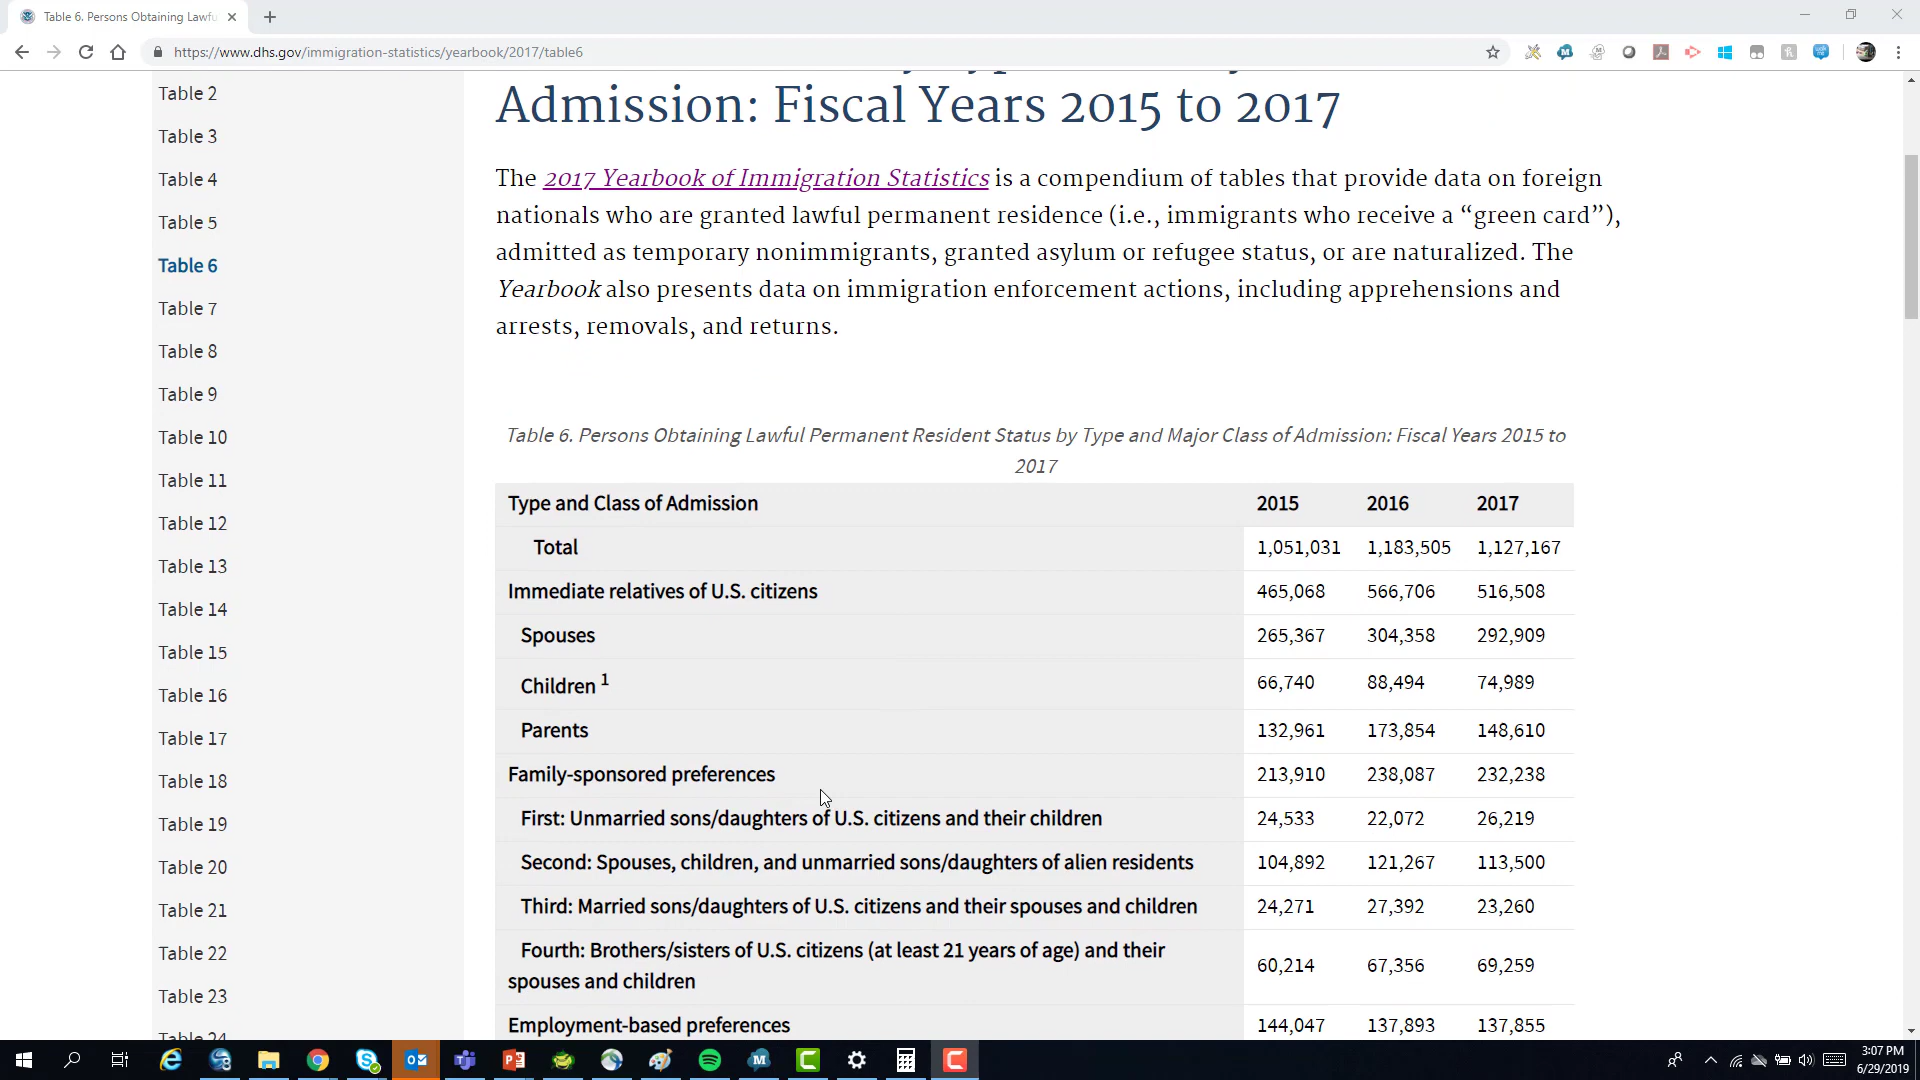 Table 6. Persons Obtaining Lawfu
https://www.dhs.gov/immigration-statistics/yearbook/2017/table6
Table 2
Table 3
Table 4
Table 5
Table 6
Table 7
Table 8
Table 9
Table 10
Table 11
Table 12
Table 13
Table 14
Table 15
Table 16
Table 17
Table 18
Table 19
Table 20
Table 21
Table 22
Table 23
Table 24
Admission: Fiscal Years 2015 to 2017
The 2017 Yearbook of Immigration Statistics is a compendium of tables that provide data on foreign
nationals who are granted lawful permanent residence (i.e., immigrants who receive a “green card”),
admitted as temporary nonimmigrants, granted asylum or refugee status, or are naturalized. The
Yearbook also presents data on immigration enforcement actions, including apprehensions and
arrests, removals, and returns.
Table 6. Persons Obtaining Lawful Permanent Resident Status by Type and Major Class of Admission: Fiscal Years 2015 to
2017
Type and Class of Admission 2015 2016 2017
Total 1,051,031 1,183,505 1,127,167
Immediate relatives of U.S. citizens 465,068 566,706 516,508
Spouses 265,367 304,358 292,909
Children 1 66,740 88,494 74,989
Parents 132,961 173,854 148,610
Family-sponsored preferences 213,910 238,087 232,238
First: Unmarried sons/daughters of U.S. citizens and their children 24,533 22,072 26,219
Second: Spouses, children, and unmarried sons/daughters of alien residents 104,892 121,267 113,500
Third: Married sons/daughters of U.S. citizens and their spouses and children 24,271 27,392 23,260
Fourth: Brothers/sisters of U.S. citizens (at least 21 years of age) and their
spouses and children 60,214 67,356 69,259
Employment-based preferences 144,047 137,893 137,855
3:07 PM
6/29/2019